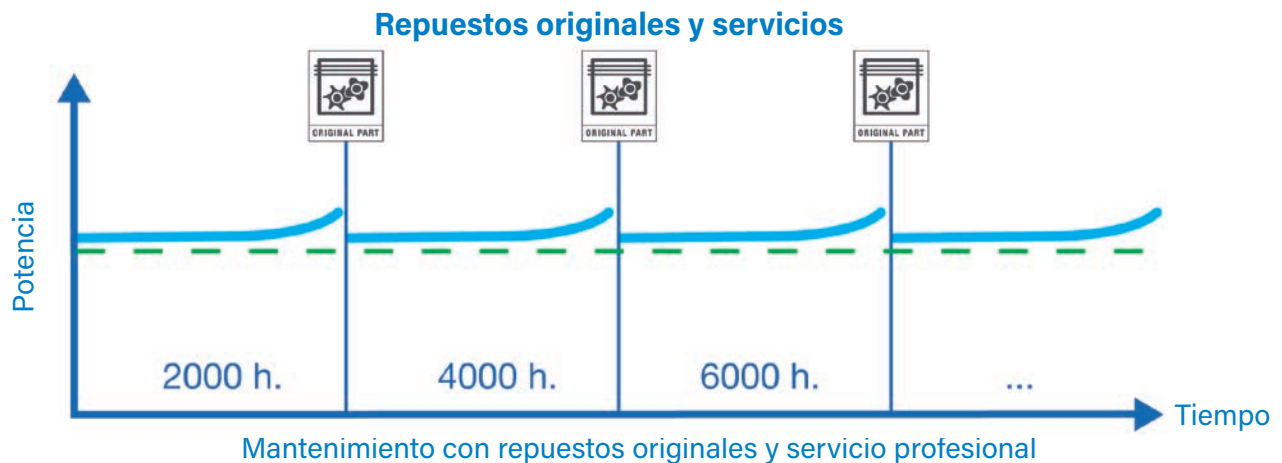 Repuestos originales y servicios
ORIGINAL PART
ORIGINAL PART
ORIGINAL PART
Potencia
2000 h.
4000 h.
6000 h.
...
Tiempo
Mantenimiento con repuestos originales y servicio profesional